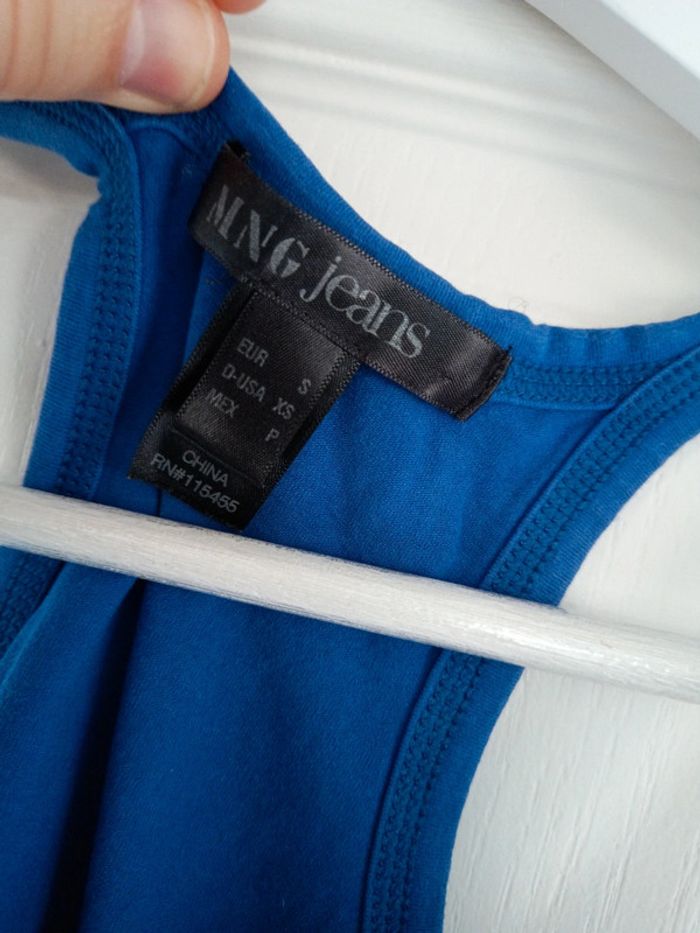 MNG jeans
EUR S
D-USA XS
MEX P
CHINA
RN#115455